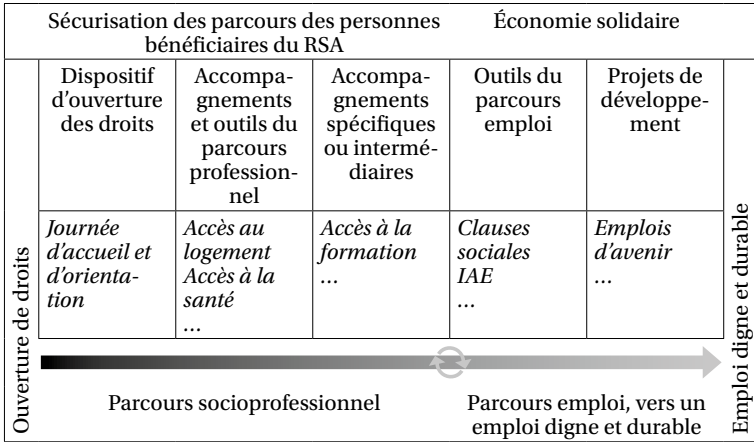 Sécurisation des parcours des personnes
bénéficiaires du RSA
Économie solidaire
Ouverture de droits
Dispositif
d'ouverture
des droits
Accompa-
gnements
et outils du
parcours
profession-
nel
Accompa-
gnements
spécifiques
ou intermé-
diaires
Outils du
parcours
emploi
Projets de
développe-
ment
Journée
d'accueil et
d'orienta-
tion
Accès au
logement
Accès à la
santé
...
Accès à la
formation
...
Clauses
sociales
IAE
...
Emplois
d'avenir
...
Emploi digne et durable
Parcours socioprofessionnel
Parcours emploi, vers un
emploi digne et durable